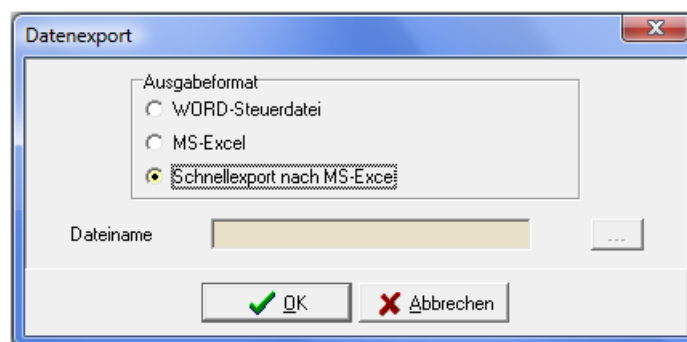 Datenexport
Ausgabeformat
WORD-Steuerdatei
MS-Excel
Schnellexport nach MS-Excel
Dateiname
...
OK
Abbrechen